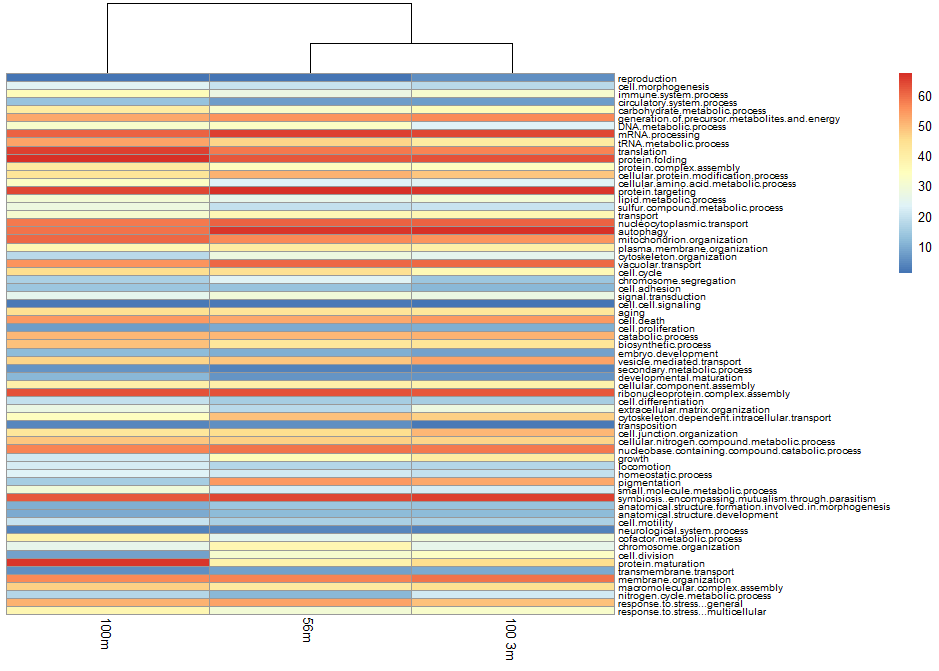 reproduction
cell.morphogenesis
immune.system.process
circulatory.system.process
carbohydrate.metabolic.process
generation.of.precursor.metabolites.and.energy
DNA.metabolic.process
mRNA.processing
tRNA.metabolic.process
translation
protein.folding
protein.complex.assembly
cellular.protein.modification.process
cellular.amino.acid.metabolic.process
protein.targeting
lipid.metabolic.process
sulfur.compound.metabolic.process
transport
nucleocytoplasmic.transport
autophagy
mitochondrion.organization
plasma.membrane.organization
cytoskeleton.organization
vacuolar.transport
cell.cycle
chromosome.segregation
cell.adhesion
signal.transduction
cell.cell.signaling
aging
cell.death
cell.proliferation
catabolic.process
biosynthetic.process
embryo.development
vesicle.mediated.transport
secondary.metabolic.process
developmental.maturation
cellular.component.assembly
ribonucleoprotein.complex.assembly
cell.differentiation
extracellular.matrix.organization
cytoskeleton.dependent.intracellular.transport
transposition
cell.junction.organization
cellular.nitrogen.compound.metabolic.process
nucleobase.containing.compound.catabolic.process
growth
locomotion
homeostatic.process
pigmentation
small.molecule.metabolic.process
symbiosis..encompassing.mutualism.through.parasitism
anatomical.structure.formation.involved.in.morphogenesis
anatomical.structure.development
cell.motility
neurological.system.process
cofactor.metabolic.process
chromosome.organization
cell.division
protein.maturation
transmembrane.transport
membrane.organization
macromolecular.complex.assembly
nitrogen.cycle.metabolic.process
response.to.stress...general
response.to.stress...multicellular
60
50
40
30
20
10
100m
56m
100 3m